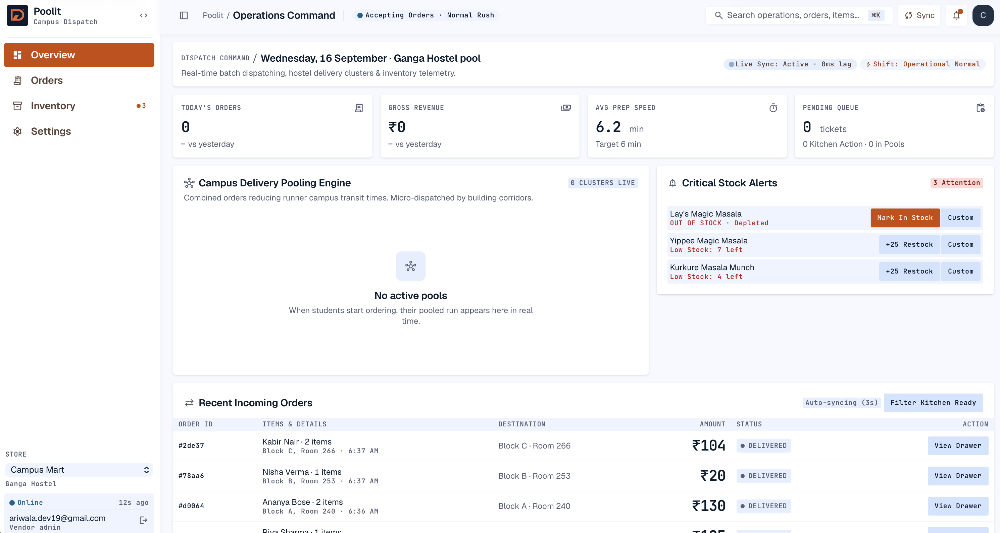 Poolit
Campus Dispatch
Overview
Orders
Inventory
3
Settings
STORE
Campus Mart
Ganga Hostel
Online
12s ago
ariwala.dev19@gmail.com
Vendor admin
Poolit / Operations Command
Accepting Orders · Normal Rush
Search operations, orders, items...
⌘K
Sync
C
DISPATCH COMMAND / Wednesday, 16 September · Ganga Hostel pool
Real-time batch dispatching, hostel delivery clusters & inventory telemetry.
Live Sync: Active · 0ms lag
Shift: Operational Normal
TODAY'S ORDERS
0
– vs yesterday
GROSS REVENUE
₹0
– vs yesterday
AVG PREP SPEED
6.2 min
Target 6 min
PENDING QUEUE
0 tickets
0 Kitchen Action · 0 in Pools
Campus Delivery Pooling Engine
0 CLUSTERS LIVE
Combined orders reducing runner campus transit times. Micro-dispatched by building corridors.
No active pools
When students start ordering, their pooled run appears here in real
time.
Critical Stock Alerts
3 Attention
Lay's Magic Masala
OUT OF STOCK · Depleted
Mark In Stock
Custom
Yippee Magic Masala
Low Stock: 7 left
+25 Restock
Custom
Kurkure Masala Munch
Low Stock: 4 left
+25 Restock
Custom
Recent Incoming Orders
Auto-syncing (3s)
Filter Kitchen Ready
ORDER ID ITEMS & DETAILS DESTINATION AMOUNT STATUS ACTION
#2de37
Kabir Nair · 2 items
Block C, Room 266 · 6:37 AM
Block C · Room 266
₹104
DELIVERED
View Drawer
#78aa6
Nisha Verma · 1 items
Block B, Room 253 · 6:37 AM
Block B · Room 253
₹20
DELIVERED
View Drawer
#d0064
Ananya Bose · 2 items
Block A, Room 240 · 6:36 AM
Block A · Room 240
₹130
DELIVERED
View Drawer
Riya Sharma · 1 items